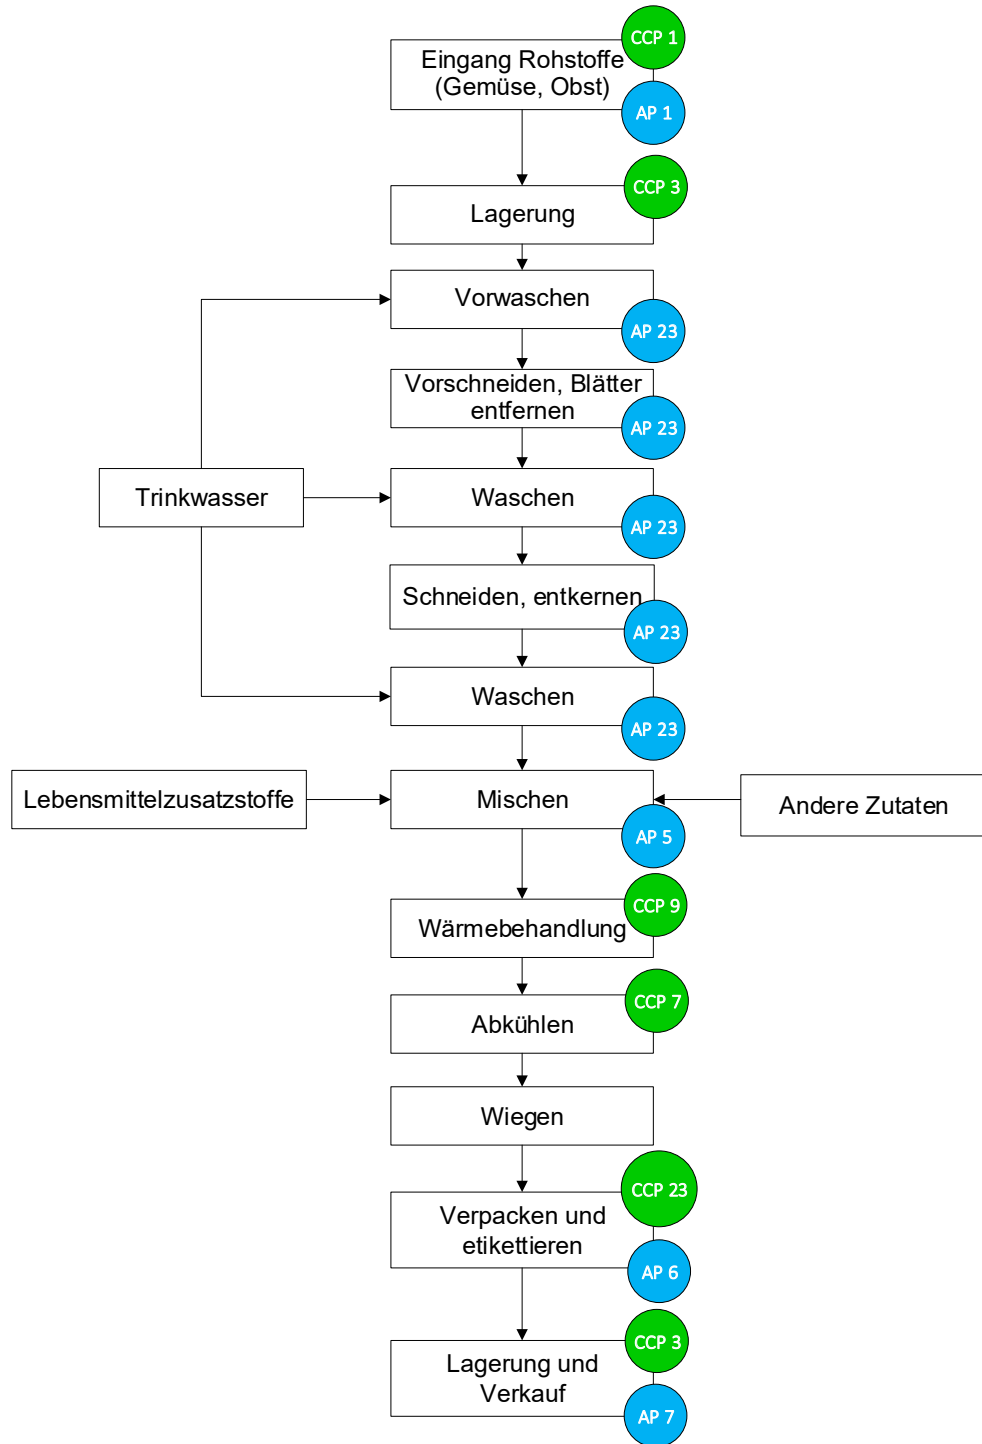 CCP 1
Eingang Rohstoffe
(Gemüse, Obst)
AP 1
CCP 3
Lagerung
Vorwaschen
AP 23
Vorschneiden, Blätter
entfernen
AP 23
Trinkwasser
Waschen
AP 23
Schneiden, entkernen
AP 23
Waschen
AP 23
Lebensmittelzusatzstoffe
Mischen
Andere Zutaten
AP 5
CCP 9
Wärmebehandlung
CCP 7
Abkühlen
Wiegen
CCP 23
Verpacken und
etikettieren
AP 6
CCP 3
Lagerung und
Verkauf
AP 7